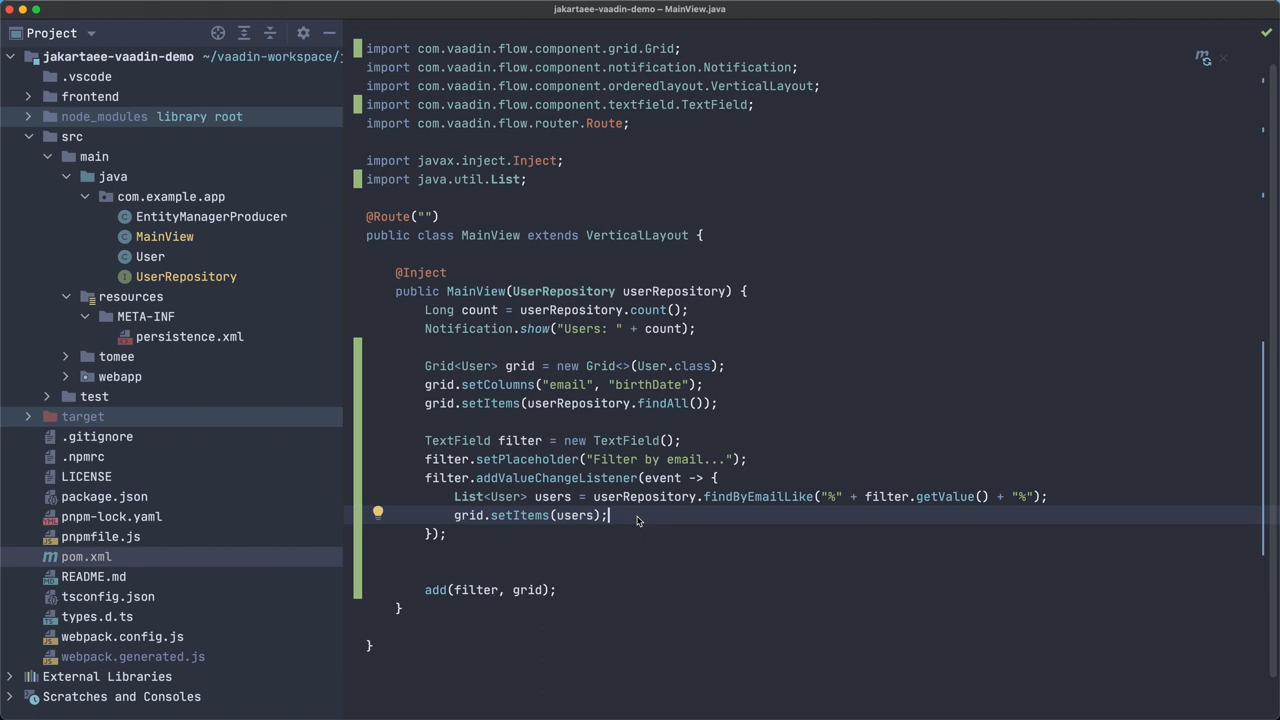 jakartaee-vaadin-demo – MainView.java
Project
jakartaee-vaadin-demo ~/vaadin-workspace/j
.vscode
frontend
node_modules library root
src
main
java
com.example.app
EntityManagerProducer
MainView
User
UserRepository
resources
META-INF
persistence.xml
tomee
webapp
test
target
.gitignore
.npmrc
LICENSE
package.json
pnpm-lock.yaml
pnpmfile.js
pom.xml
README.md
tsconfig.json
types.d.ts
webpack.config.js
webpack.generated.js
External Libraries
Scratches and Consoles
import com.vaadin.flow.component.grid.Grid;
import com.vaadin.flow.component.notification.Notification;
import com.vaadin.flow.component.orderedlayout.VerticalLayout;
import com.vaadin.flow.component.textfield.TextField;
import com.vaadin.flow.router.Route;
import javax.inject.Inject;
import java.util.List;
@Route("")
public class MainView extends VerticalLayout {
@Inject
public MainView(UserRepository userRepository) {
Long count = userRepository.count();
Notification.show("Users: " + count);
Grid<User> grid = new Grid<>(User.class);
grid.setColumns("email", "birthDate");
grid.setItems(userRepository.findAll());
TextField filter = new TextField();
filter.setPlaceholder("Filter by email...");
filter.addValueChangeListener(event -> {
List<User> users = userRepository.findByEmailLike("%" + filter.getValue() + "%");
grid.setItems(users);
});
add(filter, grid);
}
}